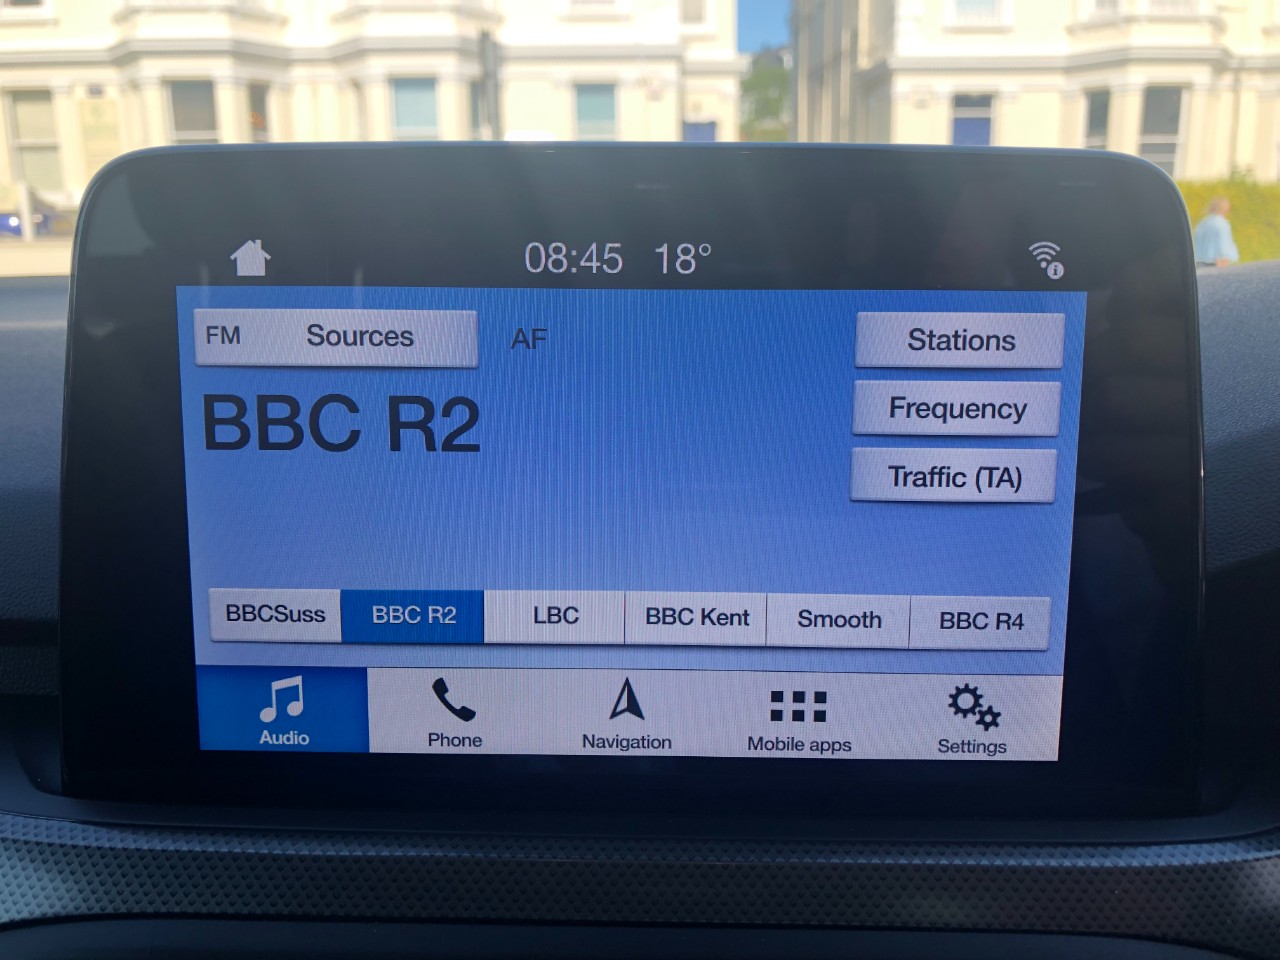 08:45 18°
FM Sources AF Stations
BBC R2
Frequency
Traffic (TA)
BBCSuss BBC R2 LBC BBC Kent Smooth BBC R4
Audio Phone Navigation Mobile apps Settings